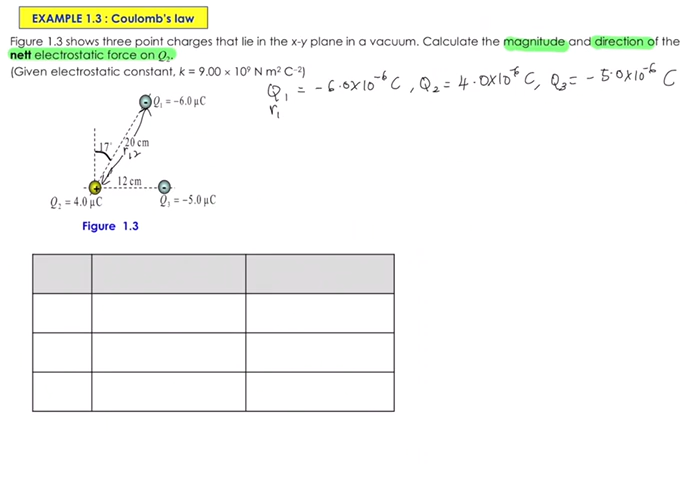 EXAMPLE 1.3 : Coulomb's law
Figure 1.3 shows three point charges that lie in the x-y plane in a vacuum. Calculate the magnitude and direction of the
nett electrostatic force on Q₂.
(Given electrostatic constant, k = 9.00 × 10⁹ N m² C⁻²)
Q₁ = -6.0×10⁻⁶ C, Q₂ = 4.0×10⁻⁶ C, Q₃ = -5.0×10⁻⁶ C
r₁
Q₁ = −6.0 μC
17°
20 cm
r₁₂
12 cm
Q₂ = 4.0 μC
Q₃ = −5.0 μC
Figure 1.3